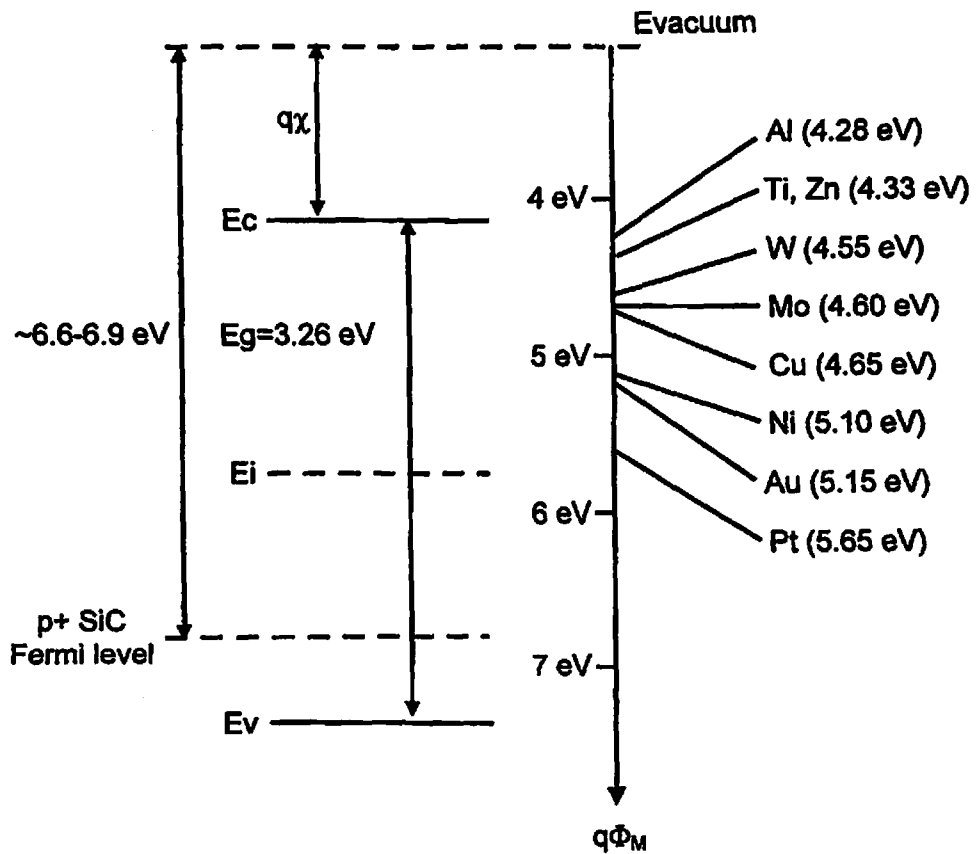 Evacuum
qχ
Al (4.28 eV)
4 eV
Ti, Zn (4.33 eV)
Ec
W (4.55 eV)
Mo (4.60 eV)
~6.6-6.9 eV
Eg=3.26 eV
5 eV
Cu (4.65 eV)
Ni (5.10 eV)
Ei
Au (5.15 eV)
6 eV
Pt (5.65 eV)
p+ SiC
Fermi level
7 eV
Ev
qΦM